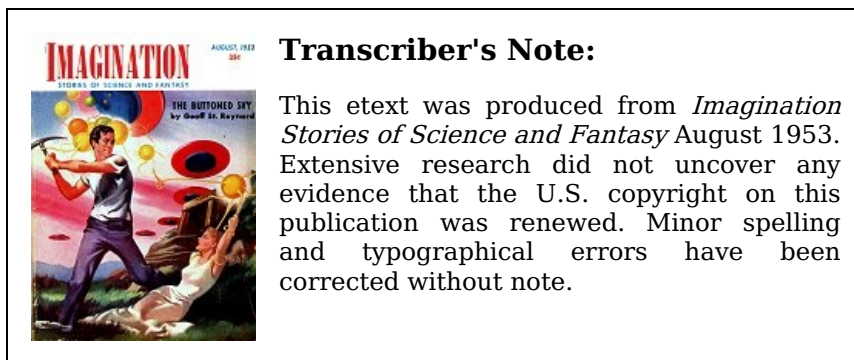 IMAGINATION
AUGUST, 1953
35c
STORIES OF SCIENCE AND FANTASY
THE BUTTONED SKY
by Geoff St. Reynard
Transcriber's Note:
This etext was produced from Imagination
Stories of Science and Fantasy August 1953.
Extensive research did not uncover any
evidence that the U.S. copyright on this
publication was renewed. Minor spelling
and typographical errors have been
corrected without note.